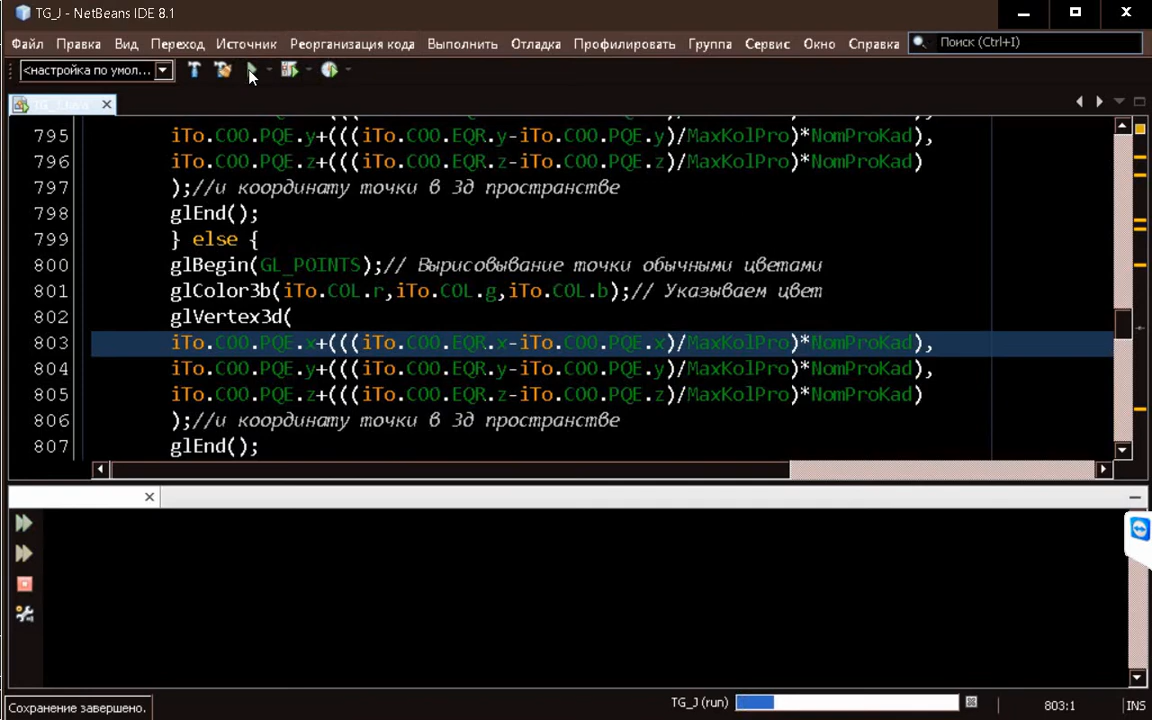 TG_J - NetBeans IDE 8.1
Файл Правка Вид Переход Источник Реорганизация кода Выполнить Отладка Профилировать Группа Сервис Окно Справка Поиск (Ctrl+I)
<настройка по умол...
795 iTo.COO.PQE.y+(((iTo.COO.EQR.y-iTo.COO.PQE.y)/MaxKolPro)*NomProKad),
796 iTo.COO.PQE.z+(((iTo.COO.EQR.z-iTo.COO.PQE.z)/MaxKolPro)*NomProKad)
797 );//и координату точки в 3д пространстве
798 glEnd();
799 } else {
800 glBegin(GL_POINTS);// Вырисовывание точки обычными цветами
801 glColor3b(iTo.COL.r,iTo.COL.g,iTo.COL.b);// Указываем цвет
802 glVertex3d(
803 iTo.COO.PQE.x+(((iTo.COO.EQR.x-iTo.COO.PQE.x)/MaxKolPro)*NomProKad),
804 iTo.COO.PQE.y+(((iTo.COO.EQR.y-iTo.COO.PQE.y)/MaxKolPro)*NomProKad),
805 iTo.COO.PQE.z+(((iTo.COO.EQR.z-iTo.COO.PQE.z)/MaxKolPro)*NomProKad)
806 );//и координату точки в 3д пространстве
807 glEnd();
Сохранение завершено. TG_J (run) 803:1 INS